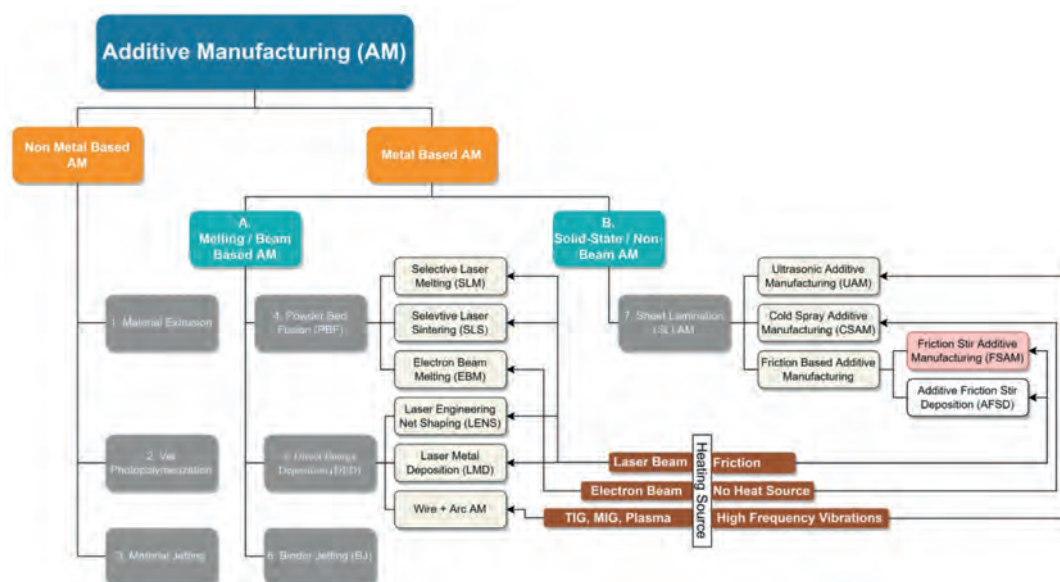 Additive Manufacturing (AM)
Non Metal Based
AM
Metal Based AM
A.
Melting / Beam
Based AM
B.
Solid-State / Non-
Beam AM
1. Material Extrusion
2. Vat
Photopolymerization
3. Material Jetting
4. Powder Bed
Fusion (PBF)
Selective Laser
Melting (SLM)
Selevtive Laser
Sintering (SLS)
Electron Beam
Melting (EBM)
Direct Energy
Deposition (DED)
Laser Engineering
Net Shaping (LENS)
Laser Metal
Deposition (LMD)
Wire + Arc AM
6. Binder Jetting (BJ)
7. Sheet Lamination
(SL) AM
Ultrasonic Additive
Manufacturing (UAM)
Cold Spray Additive
Manufacturing (CSAM)
Friction Based Additive
Manufacturing
Friction Stir Additive
Manufacturing (FSAM)
Additive Friction Stir
Deposition (AFSD)
Heating Source
Laser Beam
Friction
Electron Beam
No Heat Source
TIG, MIG, Plasma
High Frequency Vibrations